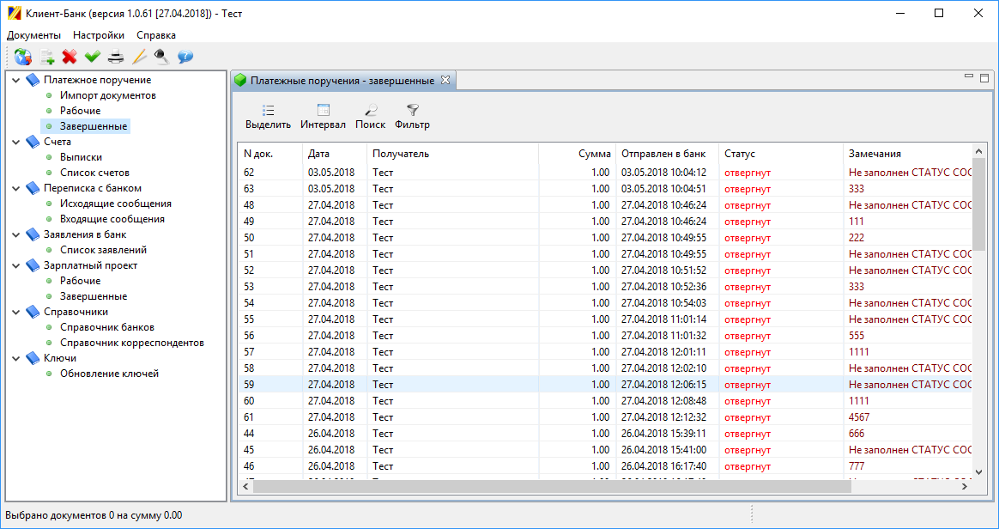 Клиент-Банк (версия 1.0.61 [27.04.2018]) - Тест
Документы Настройки Справка
Платежное поручение
Импорт документов
Рабочие
Завершенные
Счета
Выписки
Список счетов
Переписка с банком
Исходящие сообщения
Входящие сообщения
Заявления в банк
Список заявлений
Зарплатный проект
Рабочие
Завершенные
Справочники
Справочник банков
Справочник корреспондентов
Ключи
Обновление ключей
Платежные поручения - завершенные
Выделить Интервал Поиск Фильтр
N док. Дата Получатель Сумма Отправлен в банк Статус Замечания
62 03.05.2018 Тест 1.00 03.05.2018 10:04:12 отвергнут Не заполнен СТАТУС СОС
63 03.05.2018 Тест 1.00 03.05.2018 10:04:51 отвергнут 333
48 27.04.2018 Тест 1.00 27.04.2018 10:46:24 отвергнут Не заполнен СТАТУС СОС
49 27.04.2018 Тест 1.00 27.04.2018 10:46:24 отвергнут 111
50 27.04.2018 Тест 1.00 27.04.2018 10:49:55 отвергнут 222
51 27.04.2018 Тест 1.00 27.04.2018 10:49:55 отвергнут Не заполнен СТАТУС СОС
52 27.04.2018 Тест 1.00 27.04.2018 10:51:52 отвергнут Не заполнен СТАТУС СОС
53 27.04.2018 Тест 1.00 27.04.2018 10:52:36 отвергнут 333
54 27.04.2018 Тест 1.00 27.04.2018 10:54:03 отвергнут Не заполнен СТАТУС СОС
55 27.04.2018 Тест 1.00 27.04.2018 11:01:14 отвергнут Не заполнен СТАТУС СОС
56 27.04.2018 Тест 1.00 27.04.2018 11:01:32 отвергнут 555
57 27.04.2018 Тест 1.00 27.04.2018 12:01:11 отвергнут 1111
58 27.04.2018 Тест 1.00 27.04.2018 12:02:10 отвергнут Не заполнен СТАТУС СОС
59 27.04.2018 Тест 1.00 27.04.2018 12:06:15 отвергнут Не заполнен СТАТУС СОС
60 27.04.2018 Тест 1.00 27.04.2018 12:08:48 отвергнут 1111
61 27.04.2018 Тест 1.00 27.04.2018 12:12:32 отвергнут 4567
44 26.04.2018 Тест 1.00 26.04.2018 15:39:11 отвергнут 666
45 26.04.2018 Тест 1.00 26.04.2018 15:41:00 отвергнут Не заполнен СТАТУС СОС
46 26.04.2018 Тест 1.00 26.04.2018 16:17:40 отвергнут 777
Выбрано документов 0 на сумму 0.00